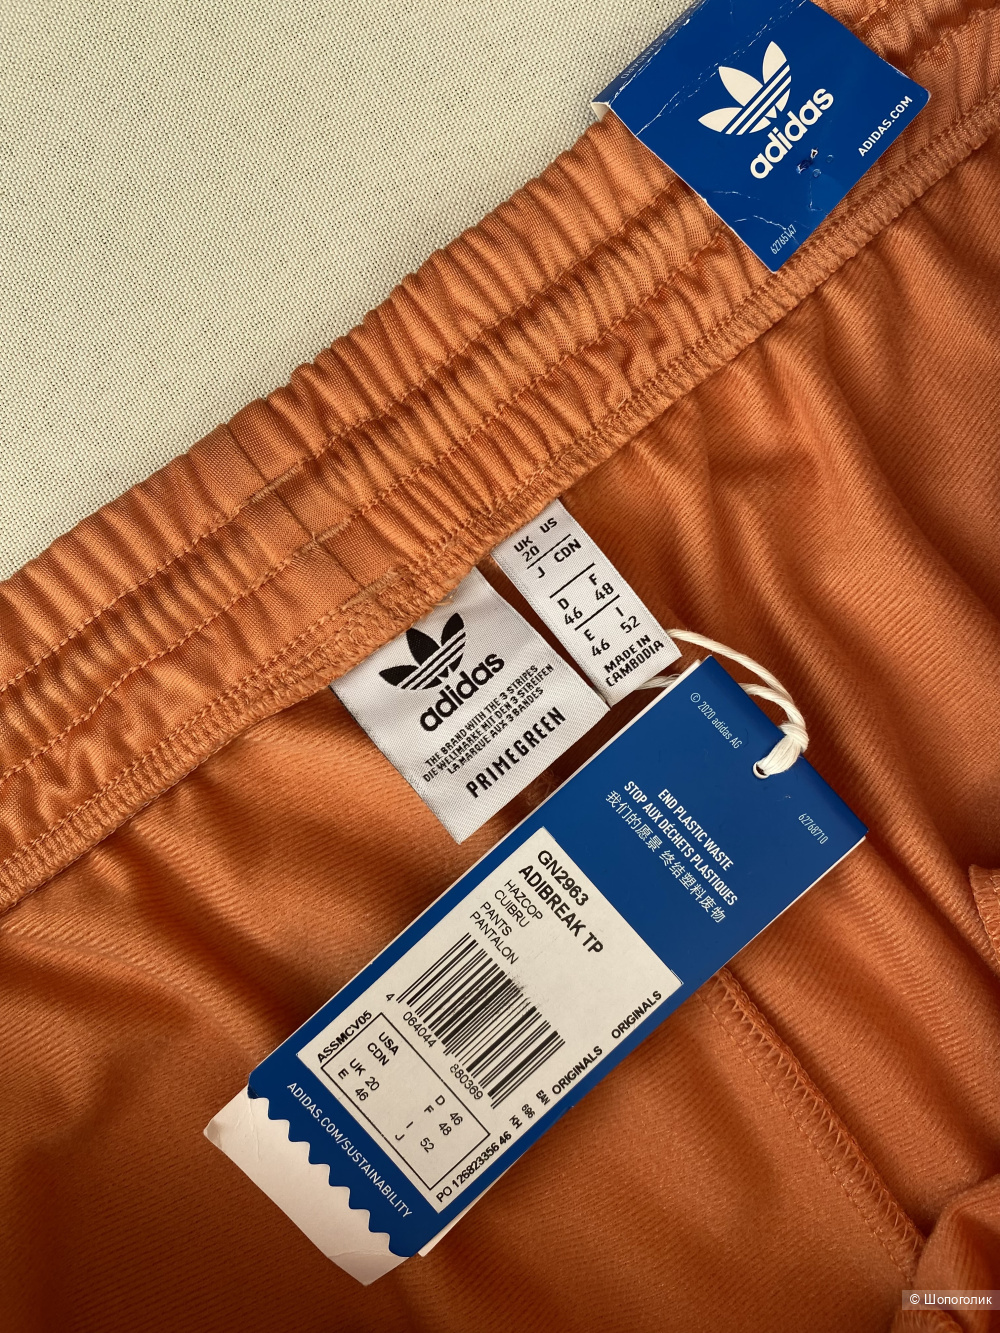 adidas
ADIDAS.COM
62765147
UK US
20
J CDN
D F
46 48
E I
46 52
MADE IN
CAMBODIA
adidas
THE BRAND WITH THE 3 STRIPES
DIE WELTMARKE MIT DEN 3 STREIFEN
LA MARQUE AUX 3 BANDES
PRIMEGREEN
© 2020 adidas AG
62768710
END PLASTIC WASTE
STOP AUX DÉCHETS PLASTIQUES
我们的愿景 终结塑料废物
GN2963
ADIBREAK TP
HAZCOP
CUIBRU
PANTS
PANTALON
4 064044 880369
ASSMCV05
USA
CDN
UK 20
E 46
D 46
F 48
I 52
J
PO 126823356 46
ORIGINALS ORIGINALS
ADIDAS.COM/SUSTAINABILITY
© Шопоголик